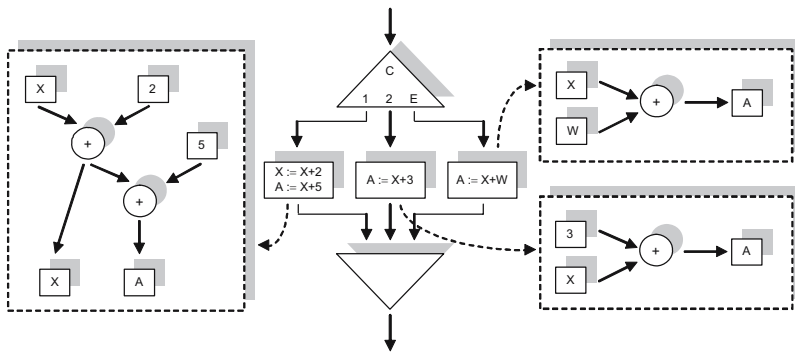 X
2
+
5
+
X
A
C
1 2 E
X := X+2
A := X+5
A := X+3
A := X+W
X
W
+
A
3
X
+
A